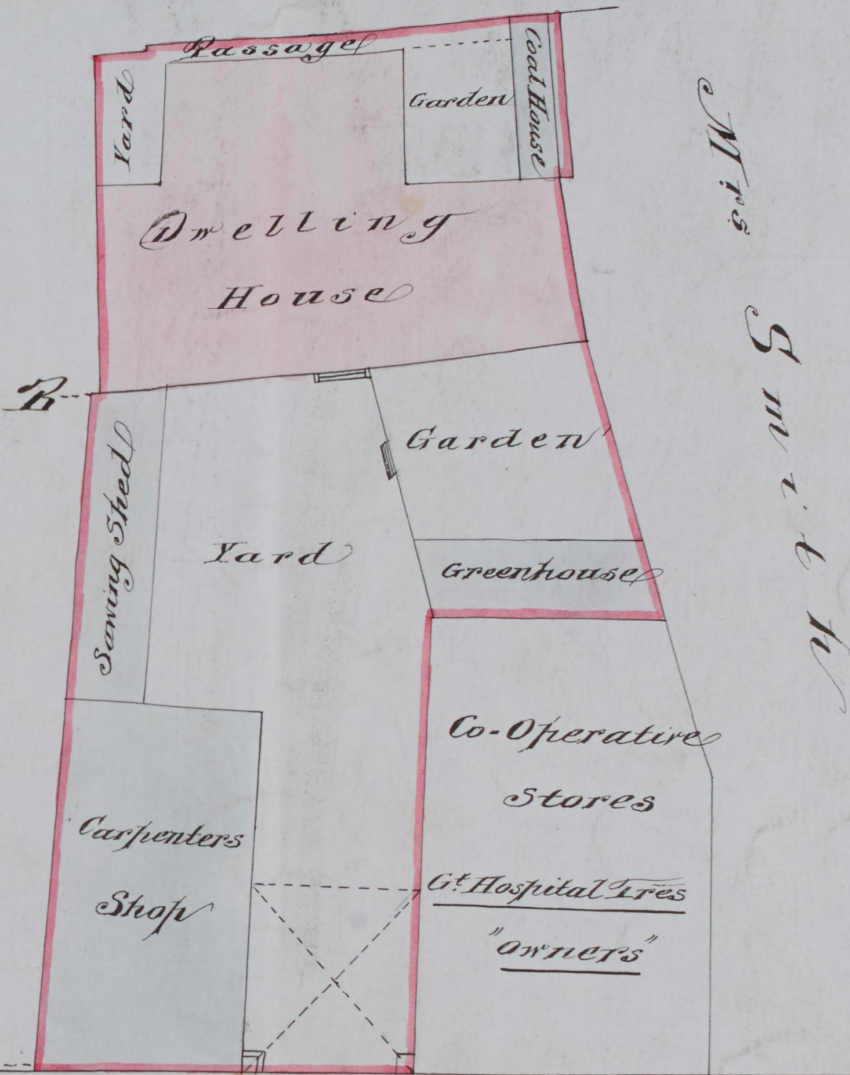 Passage
Yard
Garden
Coal House
Dwelling
House
Mrs Smith
R
Sawing Shed
Yard
Garden
Greenhouse
Carpenters
Shop
Co-Operative
Stores
Gt. Hospital Tres
"Owners"